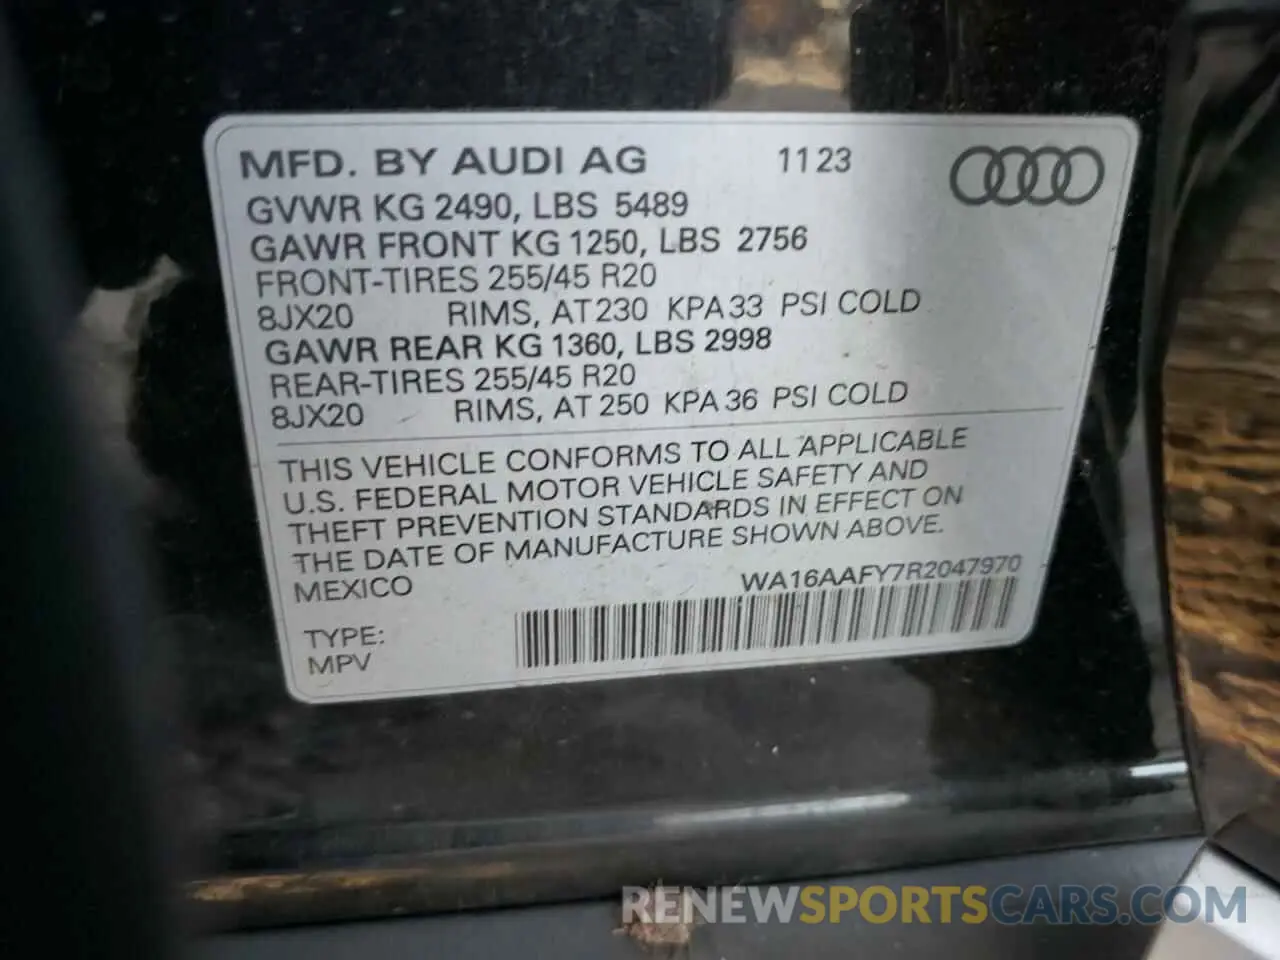 MFD. BY AUDI AG 1123
GVWR KG 2490, LBS 5489
GAWR FRONT KG 1250, LBS 2756
FRONT-TIRES 255/45 R20
8JX20 RIMS, AT 230 KPA 33 PSI COLD
GAWR REAR KG 1360, LBS 2998
REAR-TIRES 255/45 R20
8JX20 RIMS, AT 250 KPA 36 PSI COLD
THIS VEHICLE CONFORMS TO ALL APPLICABLE
U.S. FEDERAL MOTOR VEHICLE SAFETY AND
THEFT PREVENTION STANDARDS IN EFFECT ON
THE DATE OF MANUFACTURE SHOWN ABOVE.
MEXICO WA16AAFY7R2047970
TYPE:
MPV
RENEWSPORTSCARS.COM